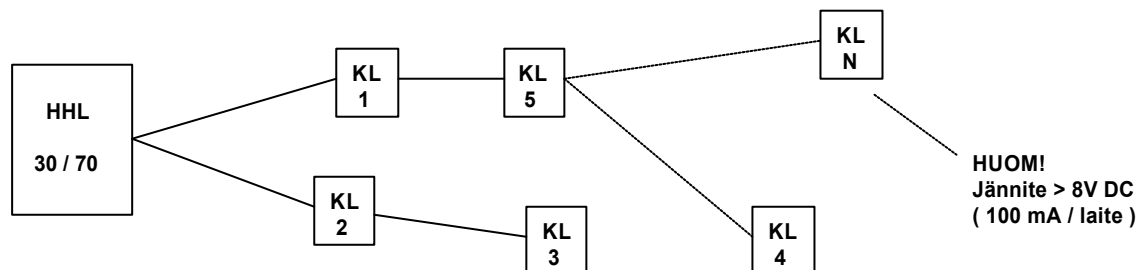 HHL
30 / 70
KL
1
KL
5
KL
N
KL
2
KL
3
KL
4
HUOM!
Jännite > 8V DC
( 100 mA / laite )